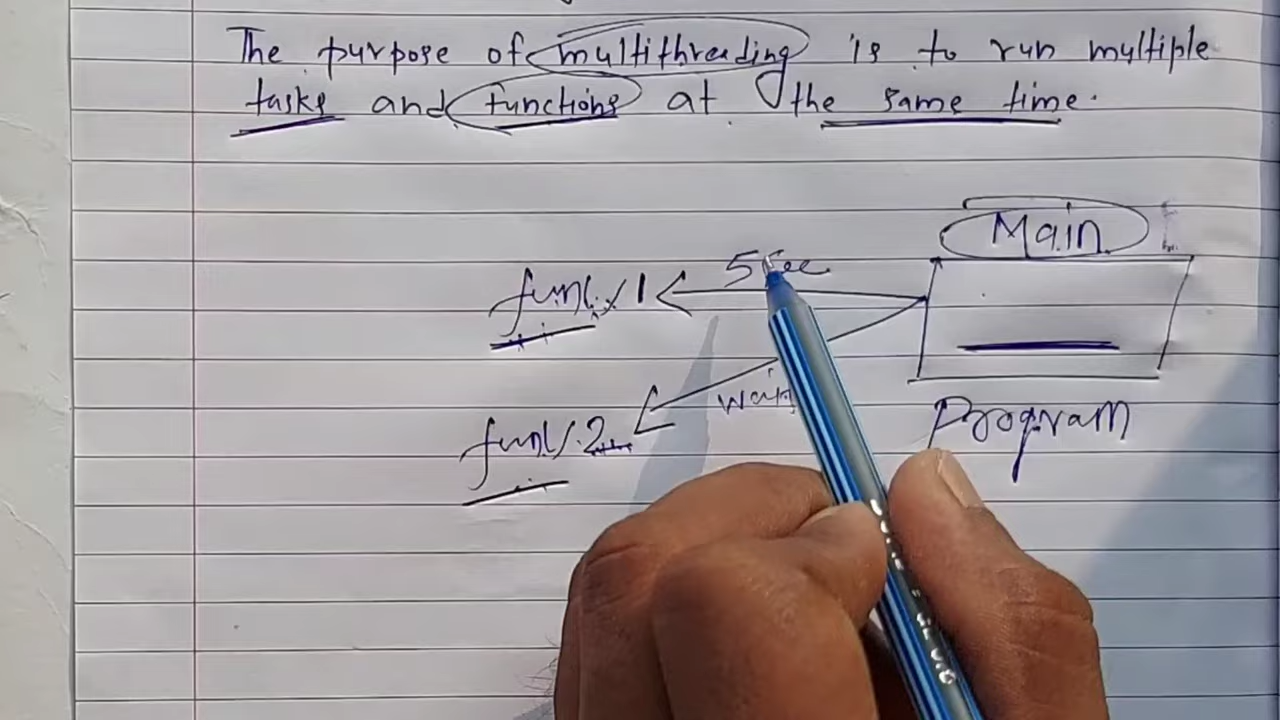 The purpose of multithreading is to run multiple
tasks and functions at the same time.
Main
5 Sec
func 1
wait
func 2
Program